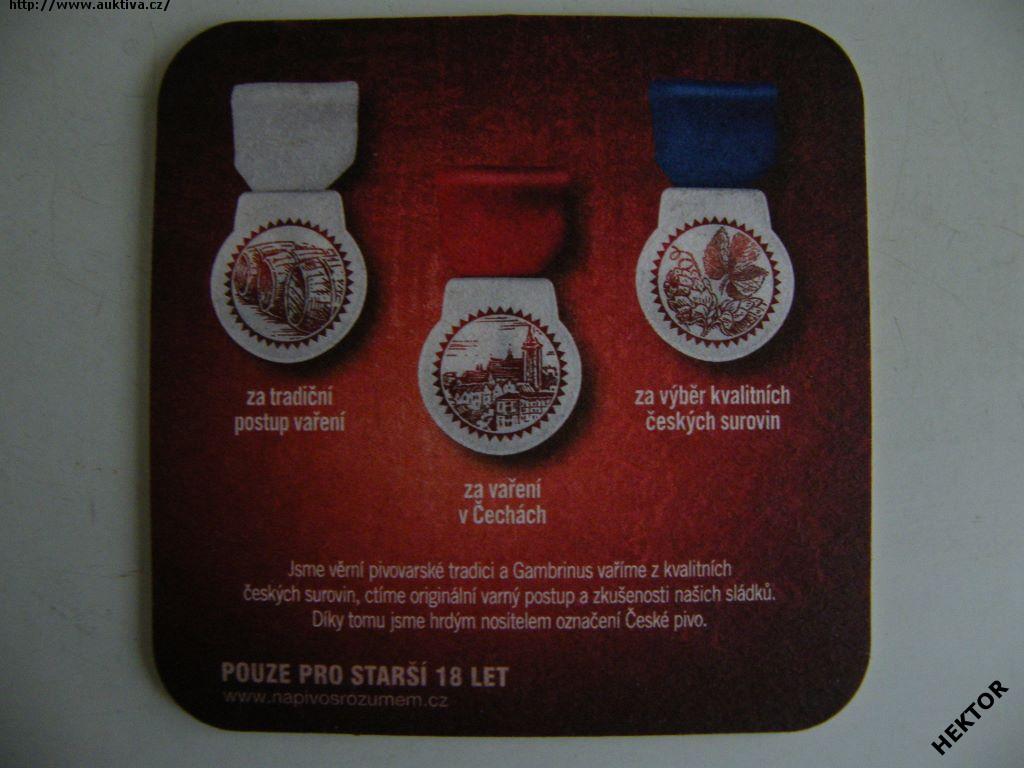 http://www.auktiva.cz/
za tradiční
postup vaření
za výběr kvalitních
českých surovin
za vaření
v Čechách
Jsme věrní pivovarské tradici a Gambrinus vaříme z kvalitních
českých surovin, ctíme originální varný postup a zkušenosti našich sládků.
Díky tomu jsme hrdým nositelem označení České pivo.
POUZE PRO STARŠÍ 18 LET
www.napivosrozumem.cz
HEKTOR